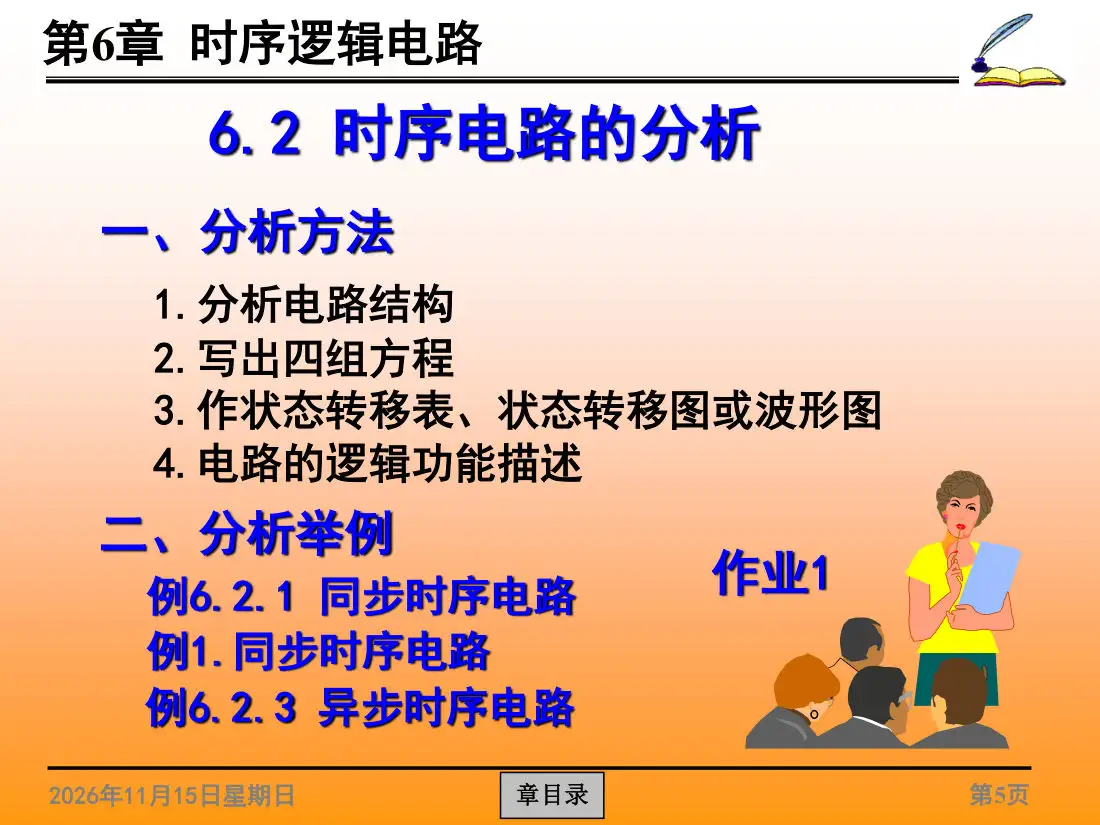 第6章 时序逻辑电路
6.2 时序电路的分析
一、分析方法
1.分析电路结构
2.写出四组方程
3.作状态转移表、状态转移图或波形图
4.电路的逻辑功能描述
二、分析举例
作业1
例6.2.1 同步时序电路
例1.同步时序电路
例6.2.3 异步时序电路
2026年11月15日星期日
章目录
第5页